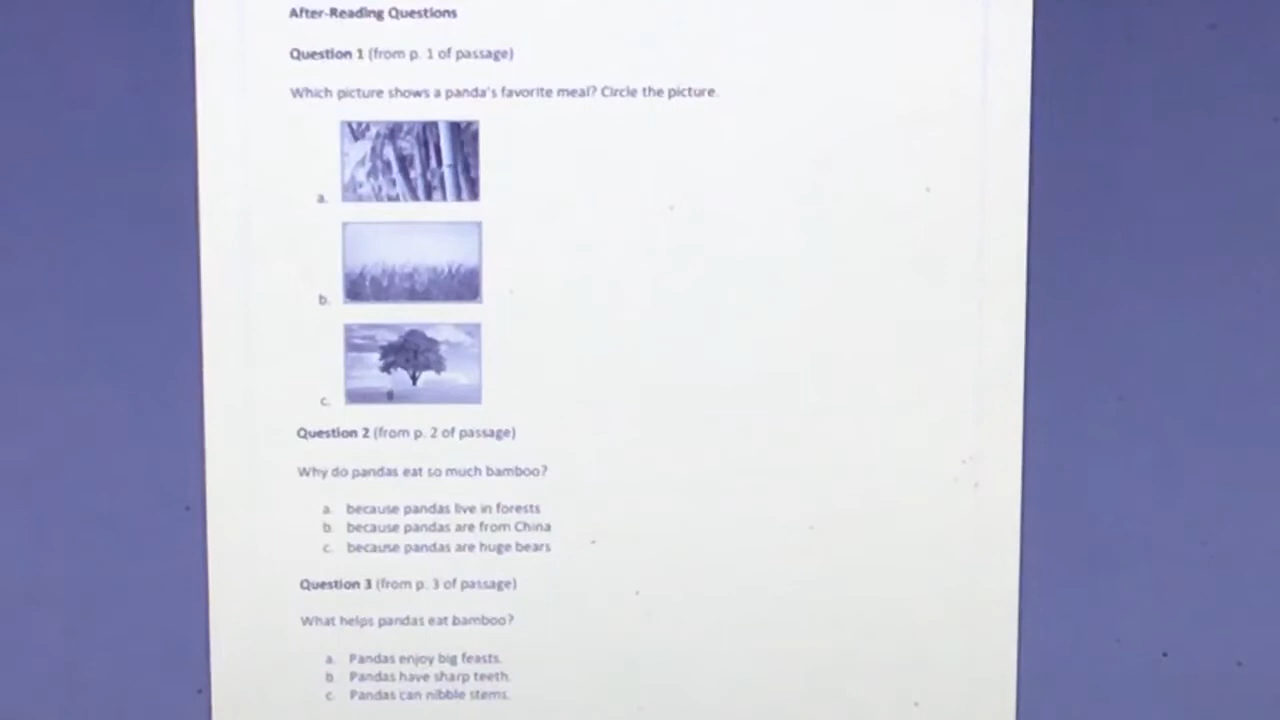 After-Reading Questions
Question 1 (from p. 1 of passage)
Which picture shows a panda's favorite meal? Circle the picture.
a.
b.
c.
Question 2 (from p. 2 of passage)
Why do pandas eat so much bamboo?
a. because pandas live in forests
b. because pandas are from China
c. because pandas are huge bears
Question 3 (from p. 3 of passage)
What helps pandas eat bamboo?
a. Pandas enjoy big feasts.
b. Pandas have sharp teeth.
c. Pandas can nibble stems.